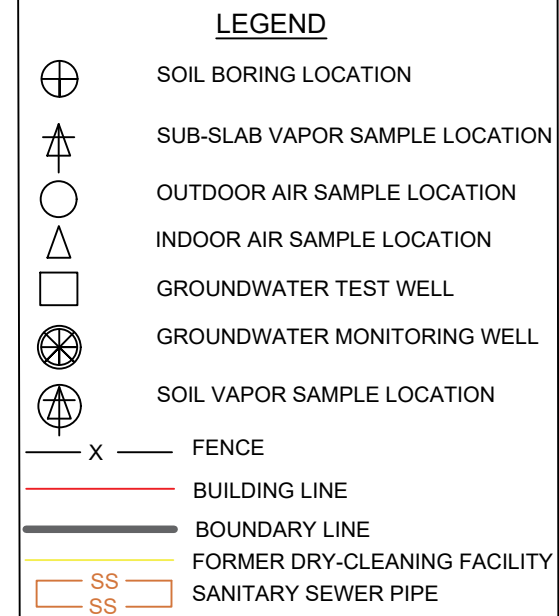 LEGEND
SOIL BORING LOCATION
SUB-SLAB VAPOR SAMPLE LOCATION
OUTDOOR AIR SAMPLE LOCATION
INDOOR AIR SAMPLE LOCATION
GROUNDWATER TEST WELL
GROUNDWATER MONITORING WELL
SOIL VAPOR SAMPLE LOCATION
X FENCE
BUILDING LINE
BOUNDARY LINE
FORMER DRY-CLEANING FACILITY
SS
SANITARY SEWER PIPE
SS